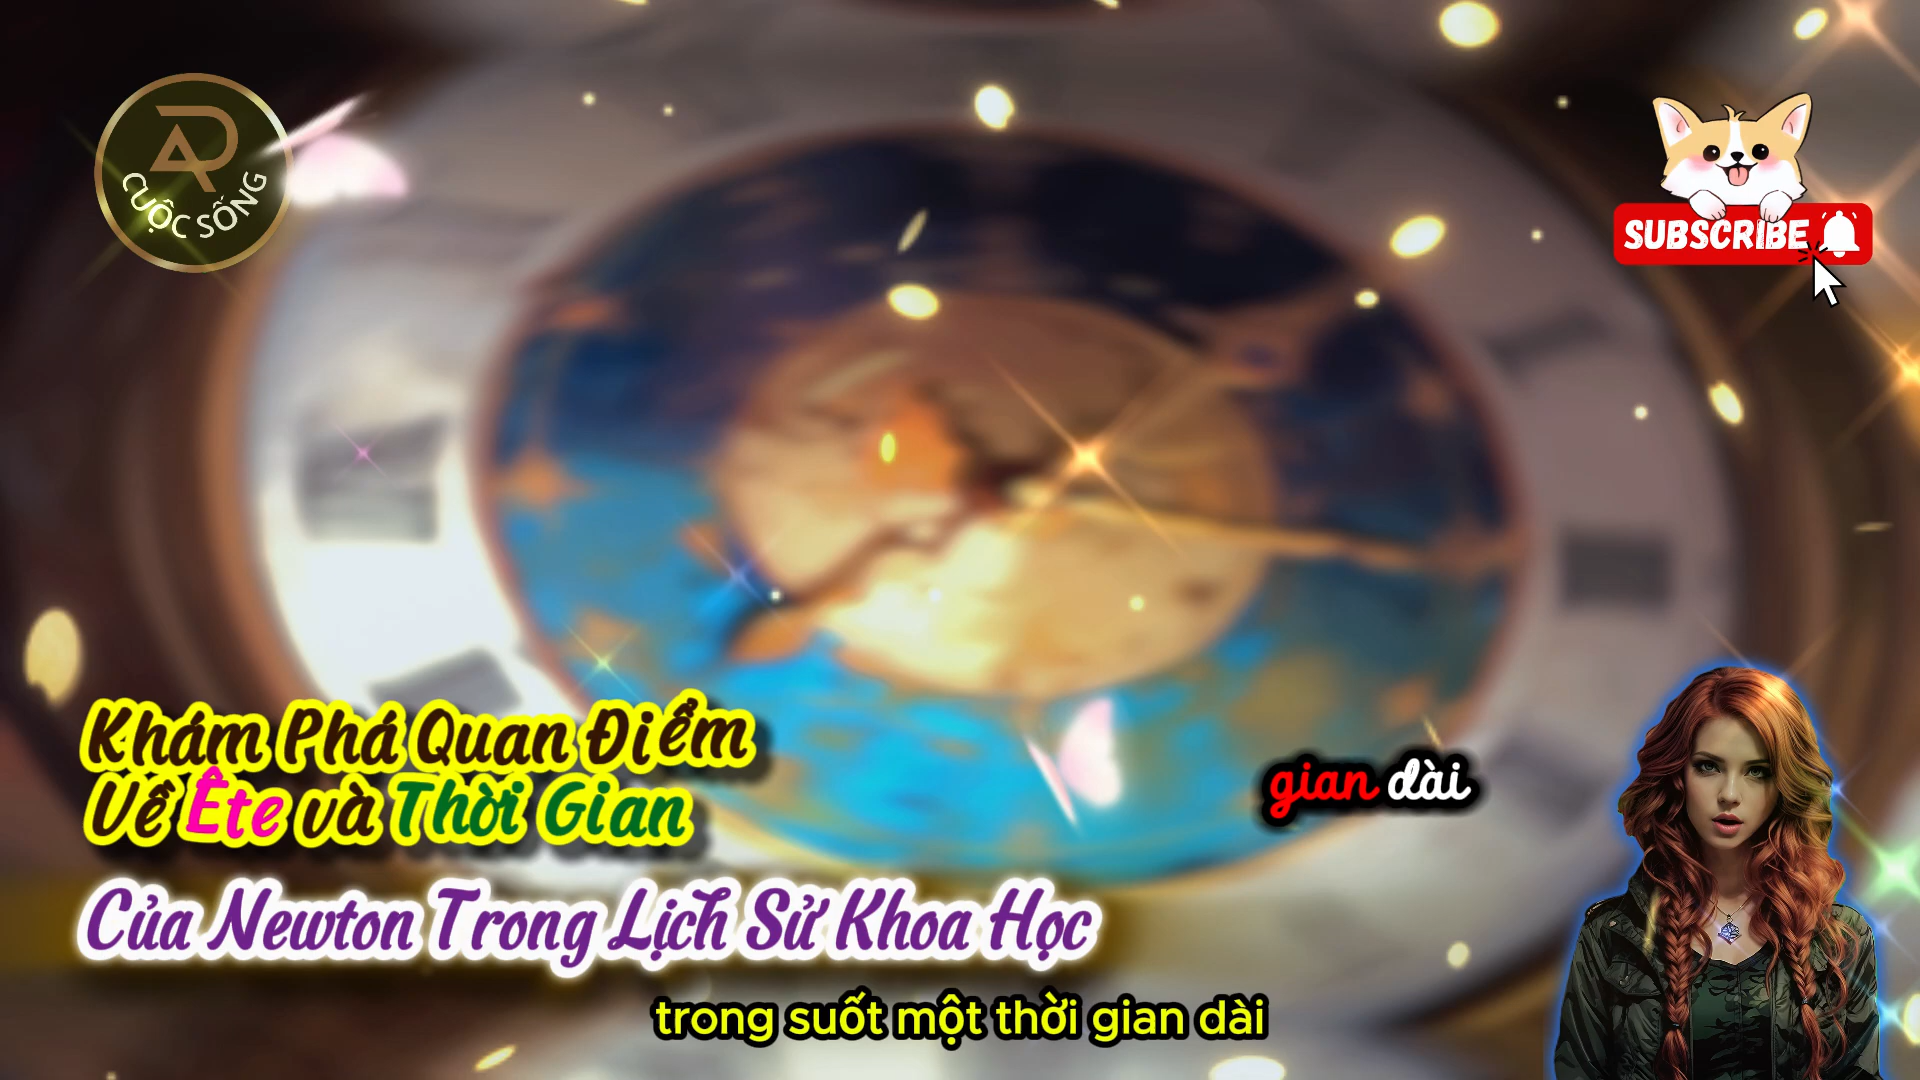 CUỘC SỐNG
SUBSCRIBE
Khám Phá Quan Điểm
Về Ête và Thời Gian
gian dài
Của Newton Trong Lịch Sử Khoa Học
trong suốt một thời gian dài